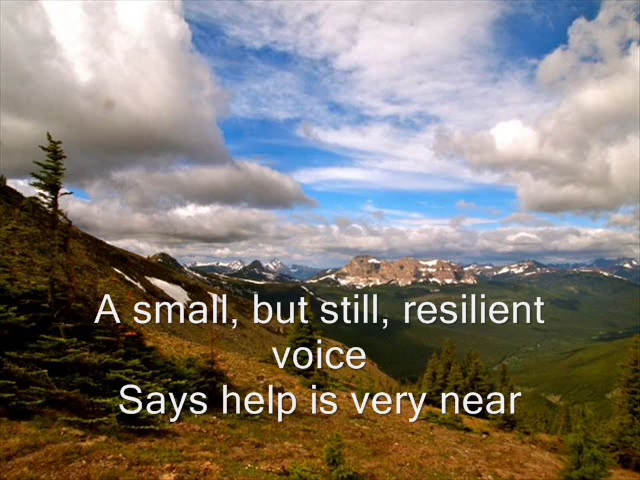 A small, but still, resilient
voice
Says help is very near